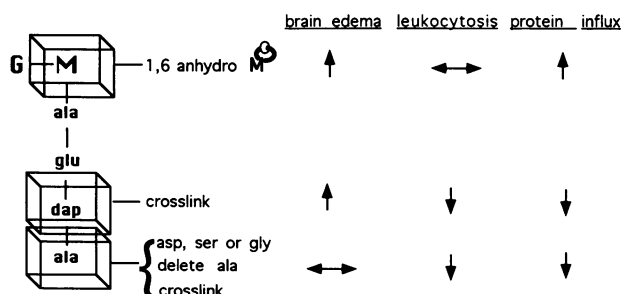 brain edema leukocytosis protein influx
G M 1,6 anhydro M
ala
glu
dap crosslink
ala
asp, ser or gly
delete ala
crosslink